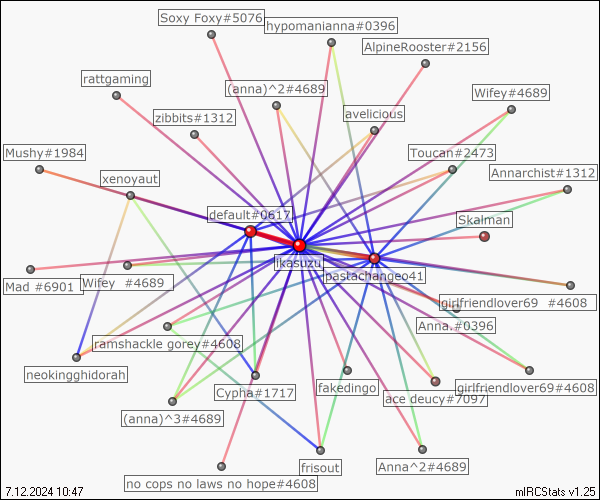 Soxy Foxy#5076
hypomanianna#0396
AlpineRooster#2156
rattgaming
(anna)^2#4689
Wifey#4689
zibbits#1312
avelicious
Mushy#1984
Toucan#2473
xenoyaut
Annarchist#1312
default#0617
Skalman
Ikasuzu
pastachangeo41
Mad #6901
Wifey #4689
girlfriendlover69 #4608
Anna.#0396
ramshackle gorey#4608
neokingghidorah
Cypha#1717
fakedingo
girlfriendlover69#4608
ace deucy#7097
(anna)^3#4689
frisout
Anna^2#4689
no cops no laws no hope#4608
7.12.2024 10:47
mIRCStats v1.25